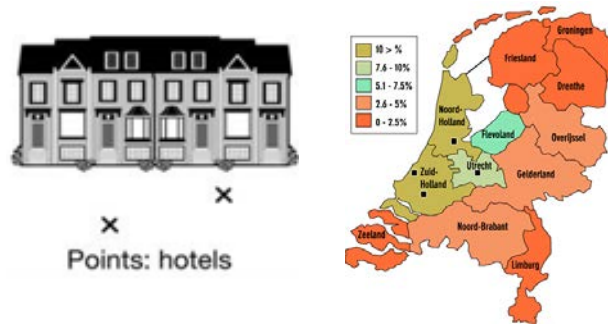 Points: hotels
10 > %
7.6 - 10%
5.1 - 7.5%
2.6 - 5%
0 - 2.5%
Groningen
Friesland
Drenthe
Noord-
Holland
Flevoland
Overijssel
Utrecht
Zuid-
Holland
Gelderland
Zeeland
Noord-Brabant
Limburg